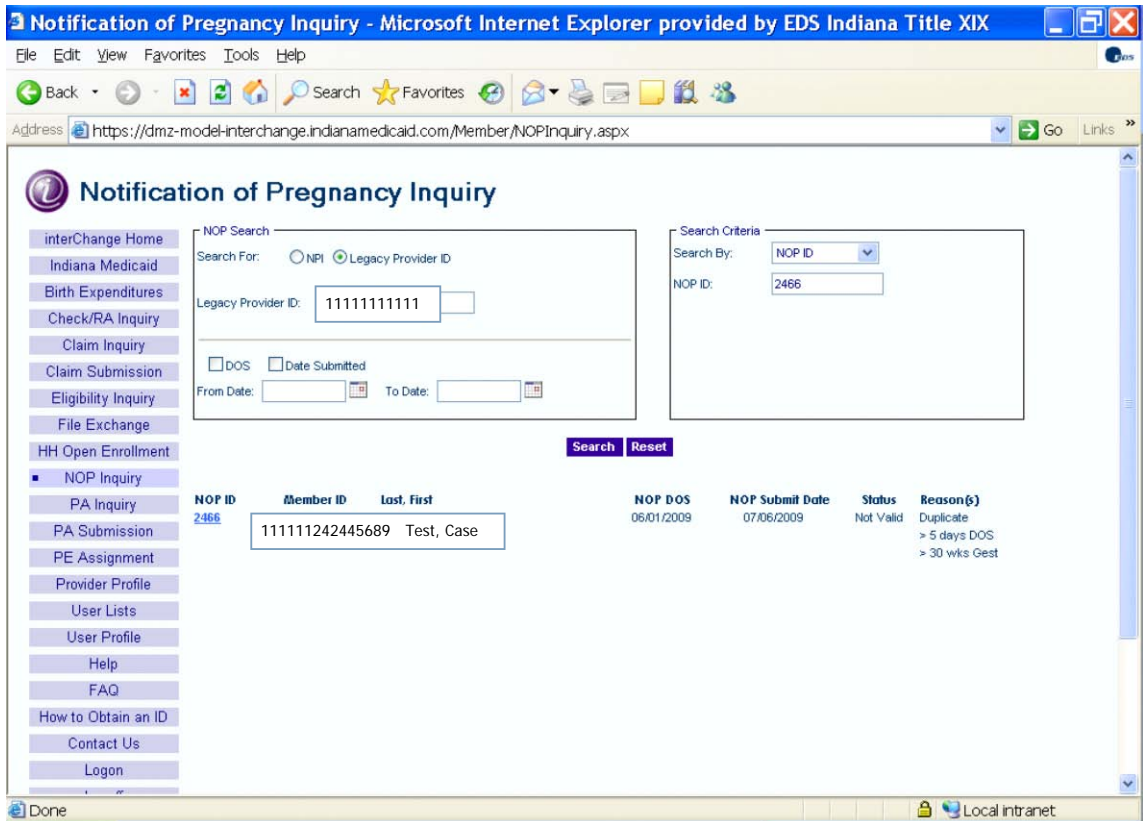 Notification of Pregnancy Inquiry - Microsoft Internet Explorer provided by EDS Indiana Title XIX
File Edit View Favorites Tools Help
EDS
Back Search Favorites
Address https://dmz-model-interchange.indianamedicaid.com/Member/NOPInquiry.aspx Go Links »
Notification of Pregnancy Inquiry
interChange Home
Indiana Medicaid
Birth Expenditures
Check/RA Inquiry
Claim Inquiry
Claim Submission
Eligibility Inquiry
File Exchange
HH Open Enrollment
NOP Inquiry
PA Inquiry
PA Submission
PE Assignment
Provider Profile
User Lists
User Profile
Help
FAQ
How to Obtain an ID
Contact Us
Logon
NOP Search
Search For: NPI Legacy Provider ID
Legacy Provider ID: 11111111111
DOS Date Submitted
From Date: To Date:
Search Criteria
Search By: NOP ID
NOP ID: 2466
Search Reset
NOP ID Member ID Last, First NOP DOS NOP Submit Date Status Reason(s)
2466 111111242445689 Test, Case 06/01/2009 07/06/2009 Not Valid Duplicate
> 5 days DOS
> 30 wks Gest
Done Local intranet